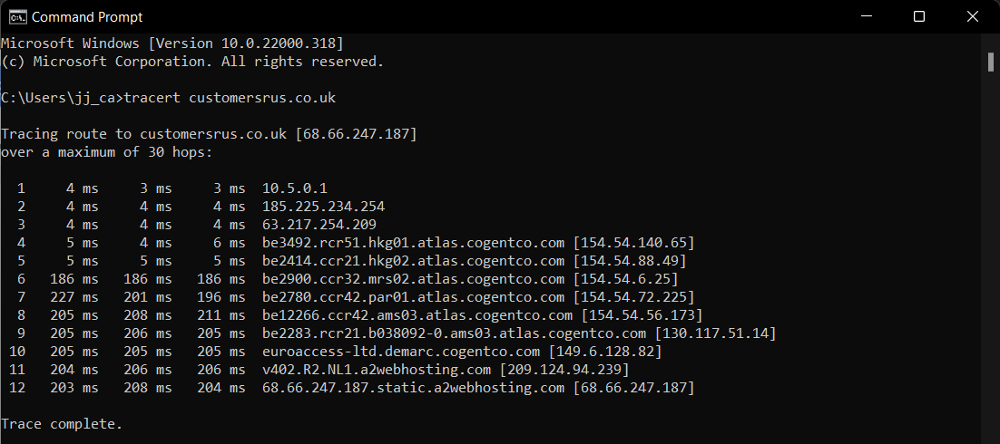 Command Prompt
Microsoft Windows [Version 10.0.22000.318]
(c) Microsoft Corporation. All rights reserved.
C:\Users\jj_ca>tracert customersrus.co.uk
Tracing route to customersrus.co.uk [68.66.247.187]
over a maximum of 30 hops:
1 4 ms 3 ms 3 ms 10.5.0.1
2 4 ms 4 ms 4 ms 185.225.234.254
3 4 ms 4 ms 4 ms 63.217.254.209
4 5 ms 4 ms 6 ms be3492.rcr51.hkg01.atlas.cogentco.com [154.54.140.65]
5 5 ms 5 ms 5 ms be2414.ccr21.hkg02.atlas.cogentco.com [154.54.88.49]
6 186 ms 186 ms 186 ms be2900.ccr32.mrs02.atlas.cogentco.com [154.54.6.25]
7 227 ms 201 ms 196 ms be2780.ccr42.par01.atlas.cogentco.com [154.54.72.225]
8 205 ms 208 ms 211 ms be12266.ccr42.ams03.atlas.cogentco.com [154.54.56.173]
9 205 ms 206 ms 205 ms be2283.rcr21.b038092-0.ams03.atlas.cogentco.com [130.117.51.14]
10 205 ms 205 ms 205 ms euroaccess-ltd.demarc.cogentco.com [149.6.128.82]
11 204 ms 206 ms 206 ms v402.R2.NL1.a2webhosting.com [209.124.94.239]
12 203 ms 208 ms 204 ms 68.66.247.187.static.a2webhosting.com [68.66.247.187]
Trace complete.